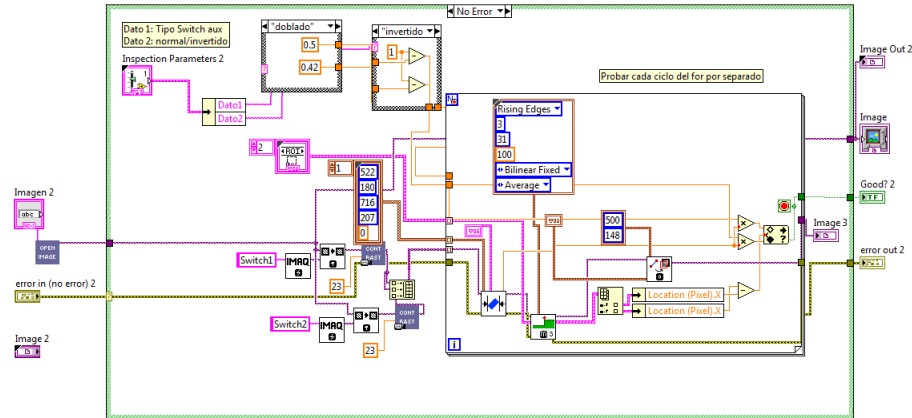 No Error
Dato 1: Tipo Switch aux
Dato 2: normal/invertido
Inspection Parameters 2
"doblado"
0.5
0.42
"invertido
1
Dato1
Dato2
Probar cada ciclo del for por separado
Image Out 2
Image
Good? 2
TF
Image 3
error out 2
N
Rising Edges
3
31
100
Bilinear Fixed
Average
2
ROI
1
522
180
716
207
0
500
148
Imagen 2
abc
OPEN
IMAGE
Switch1
IMAQ
23
CONT
RAST
error in (no error) 2
Switch2
IMAQ
23
CONT
RAST
Image 2
Location (Pixel).X
Location (Pixel).X
3
i